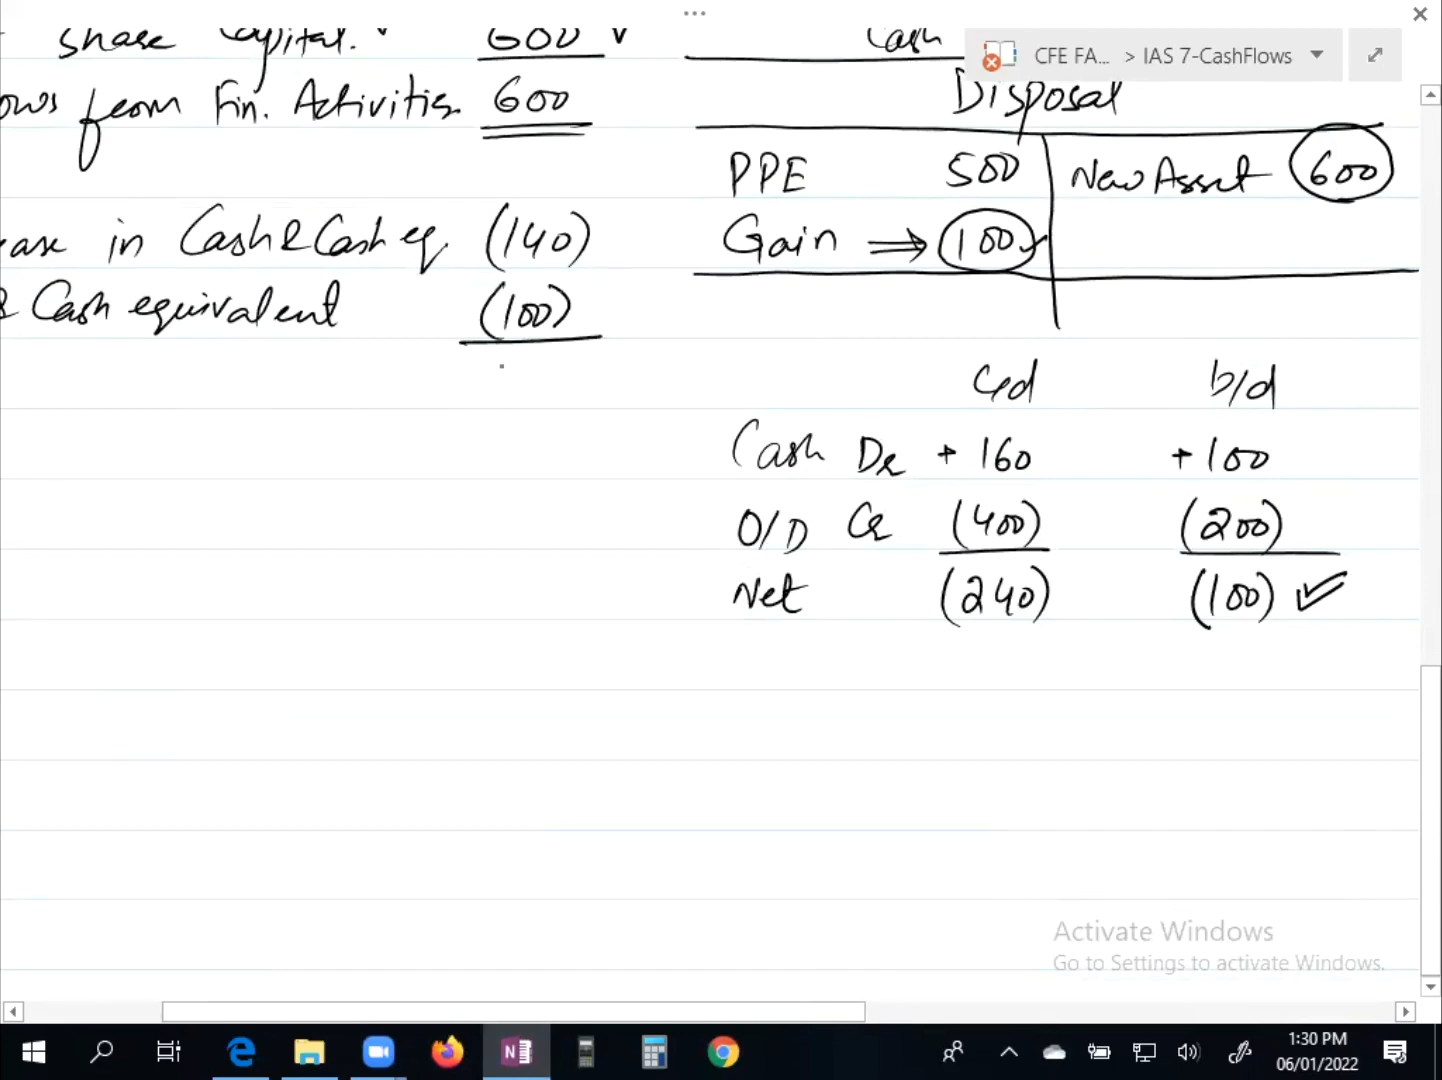 Share Capital. 600
ows from Fin. Activities 600
ease in Cash & Cash eq. (140)
& Cash equivalent (100)
Cash
CFE FA... > IAS 7-CashFlows
Disposal
PPE 500 New Asset 600
Gain ⇒ 100
c/d b/d
Cash Dr + 160 + 100
O/D Cr (400) (200)
Net (240) (100) ✓
Activate Windows
Go to Settings to activate Windows.
1:30 PM
06/01/2022